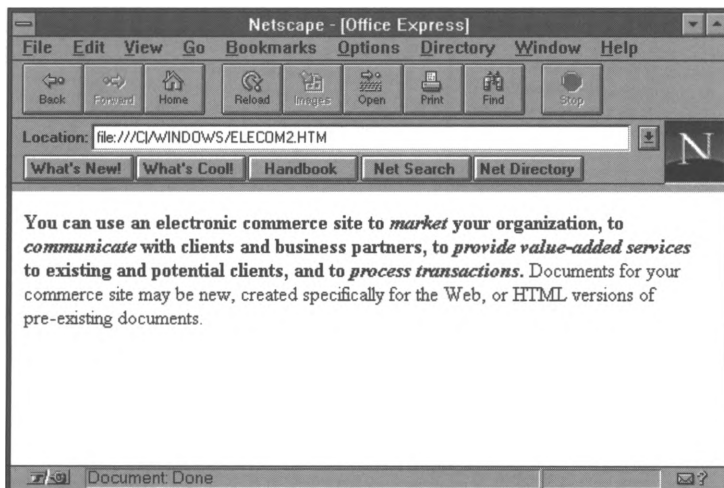 Netscape - [Office Express]
File Edit View Go Bookmarks Options Directory Window Help
Back Forward Home Reload Images Open Print Find Stop
Location: file:///C|/WINDOWS/ELECOM2.HTM
N
What's New! What's Cool! Handbook Net Search Net Directory
You can use an electronic commerce site to market your organization, to
communicate with clients and business partners, to provide value-added services
to existing and potential clients, and to process transactions. Documents for your
commerce site may be new, created specifically for the Web, or HTML versions of
pre-existing documents.
Document: Done
?